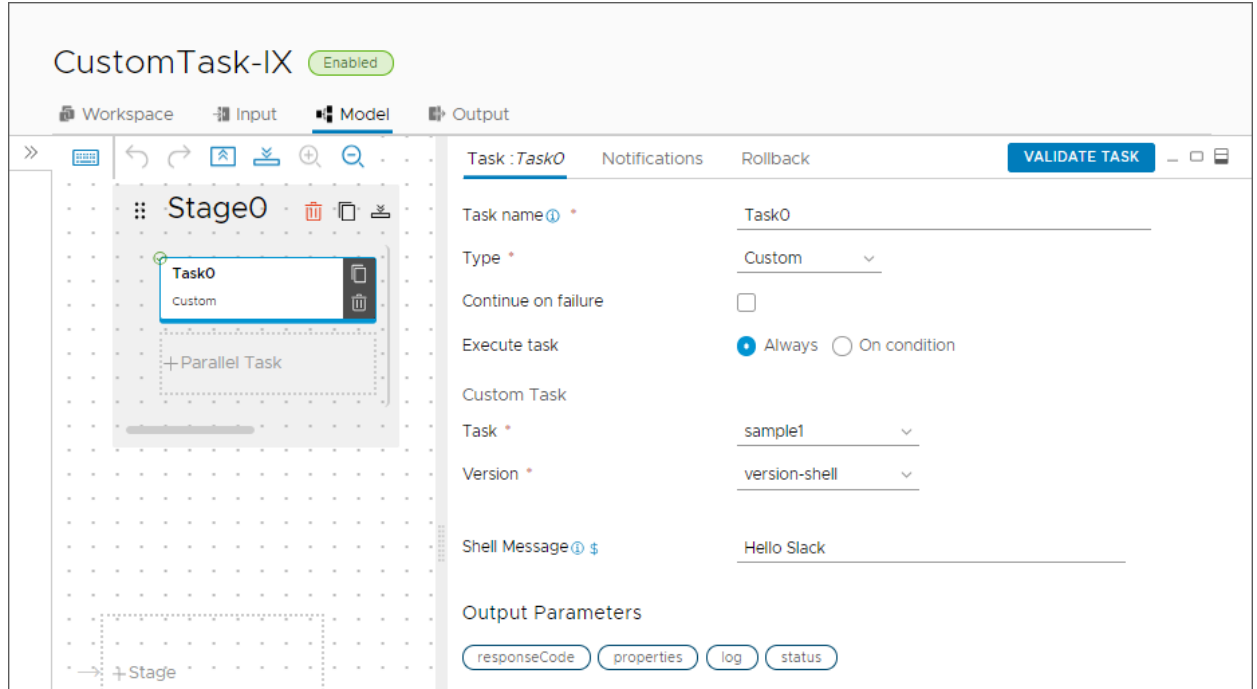 CustomTask-IX Enabled
Workspace Input Model Output
Task :Task0 Notifications Rollback VALIDATE TASK
Stage0
Task0
Custom
+Parallel Task
+Stage
Task name * Task0
Type * Custom
Continue on failure
Execute task Always On condition
Custom Task
Task * sample1
Version * version-shell
Shell Message $ Hello Slack
Output Parameters
responseCode properties log status